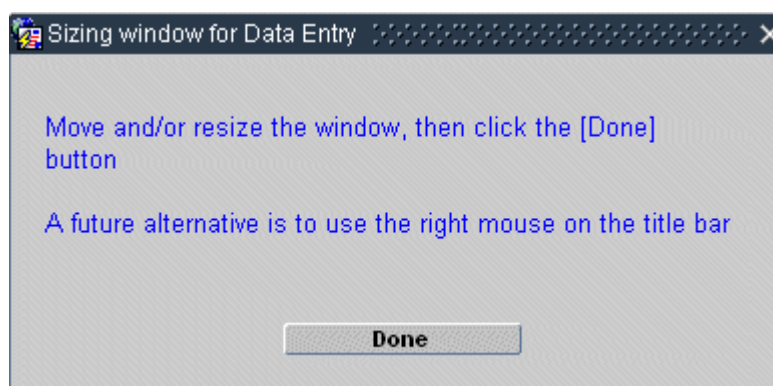 Sizing window for Data Entry
Move and/or resize the window, then click the [Done]
button
A future alternative is to use the right mouse on the title bar
Done